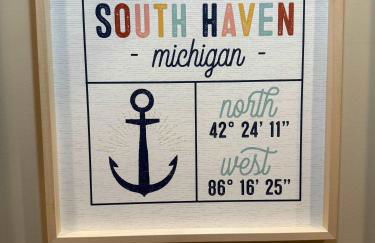 SOUTH HAVEN
- michigan -
north
42° 24' 11"
west
86° 16' 25"